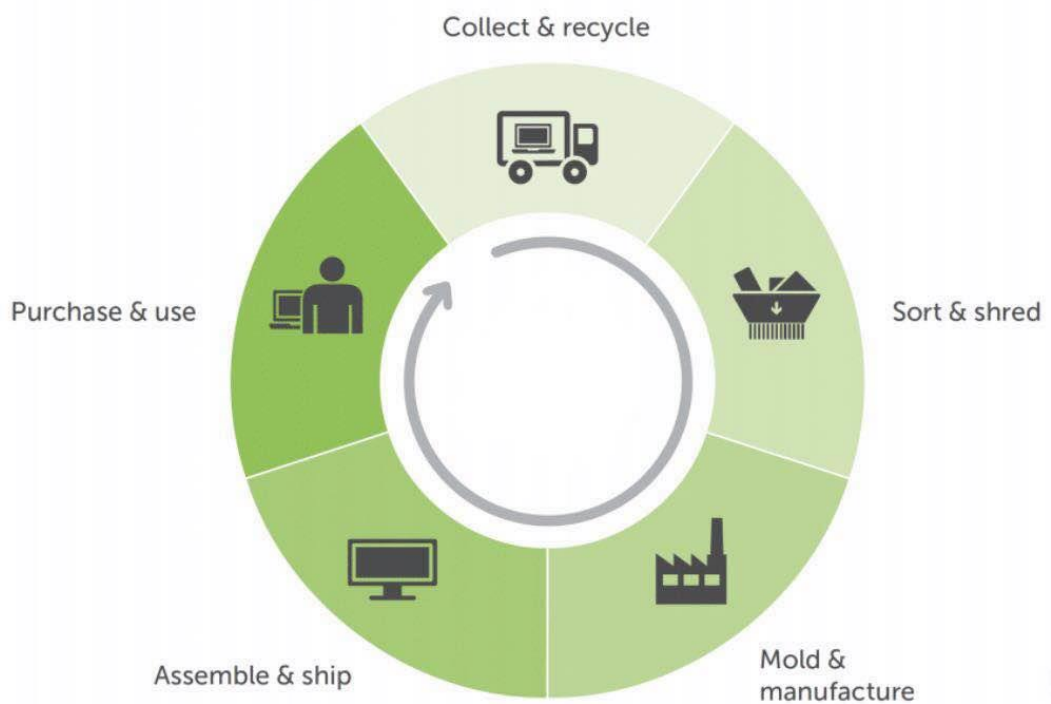 Collect & recycle
Sort & shred
Mold &
manufacture
Assemble & ship
Purchase & use